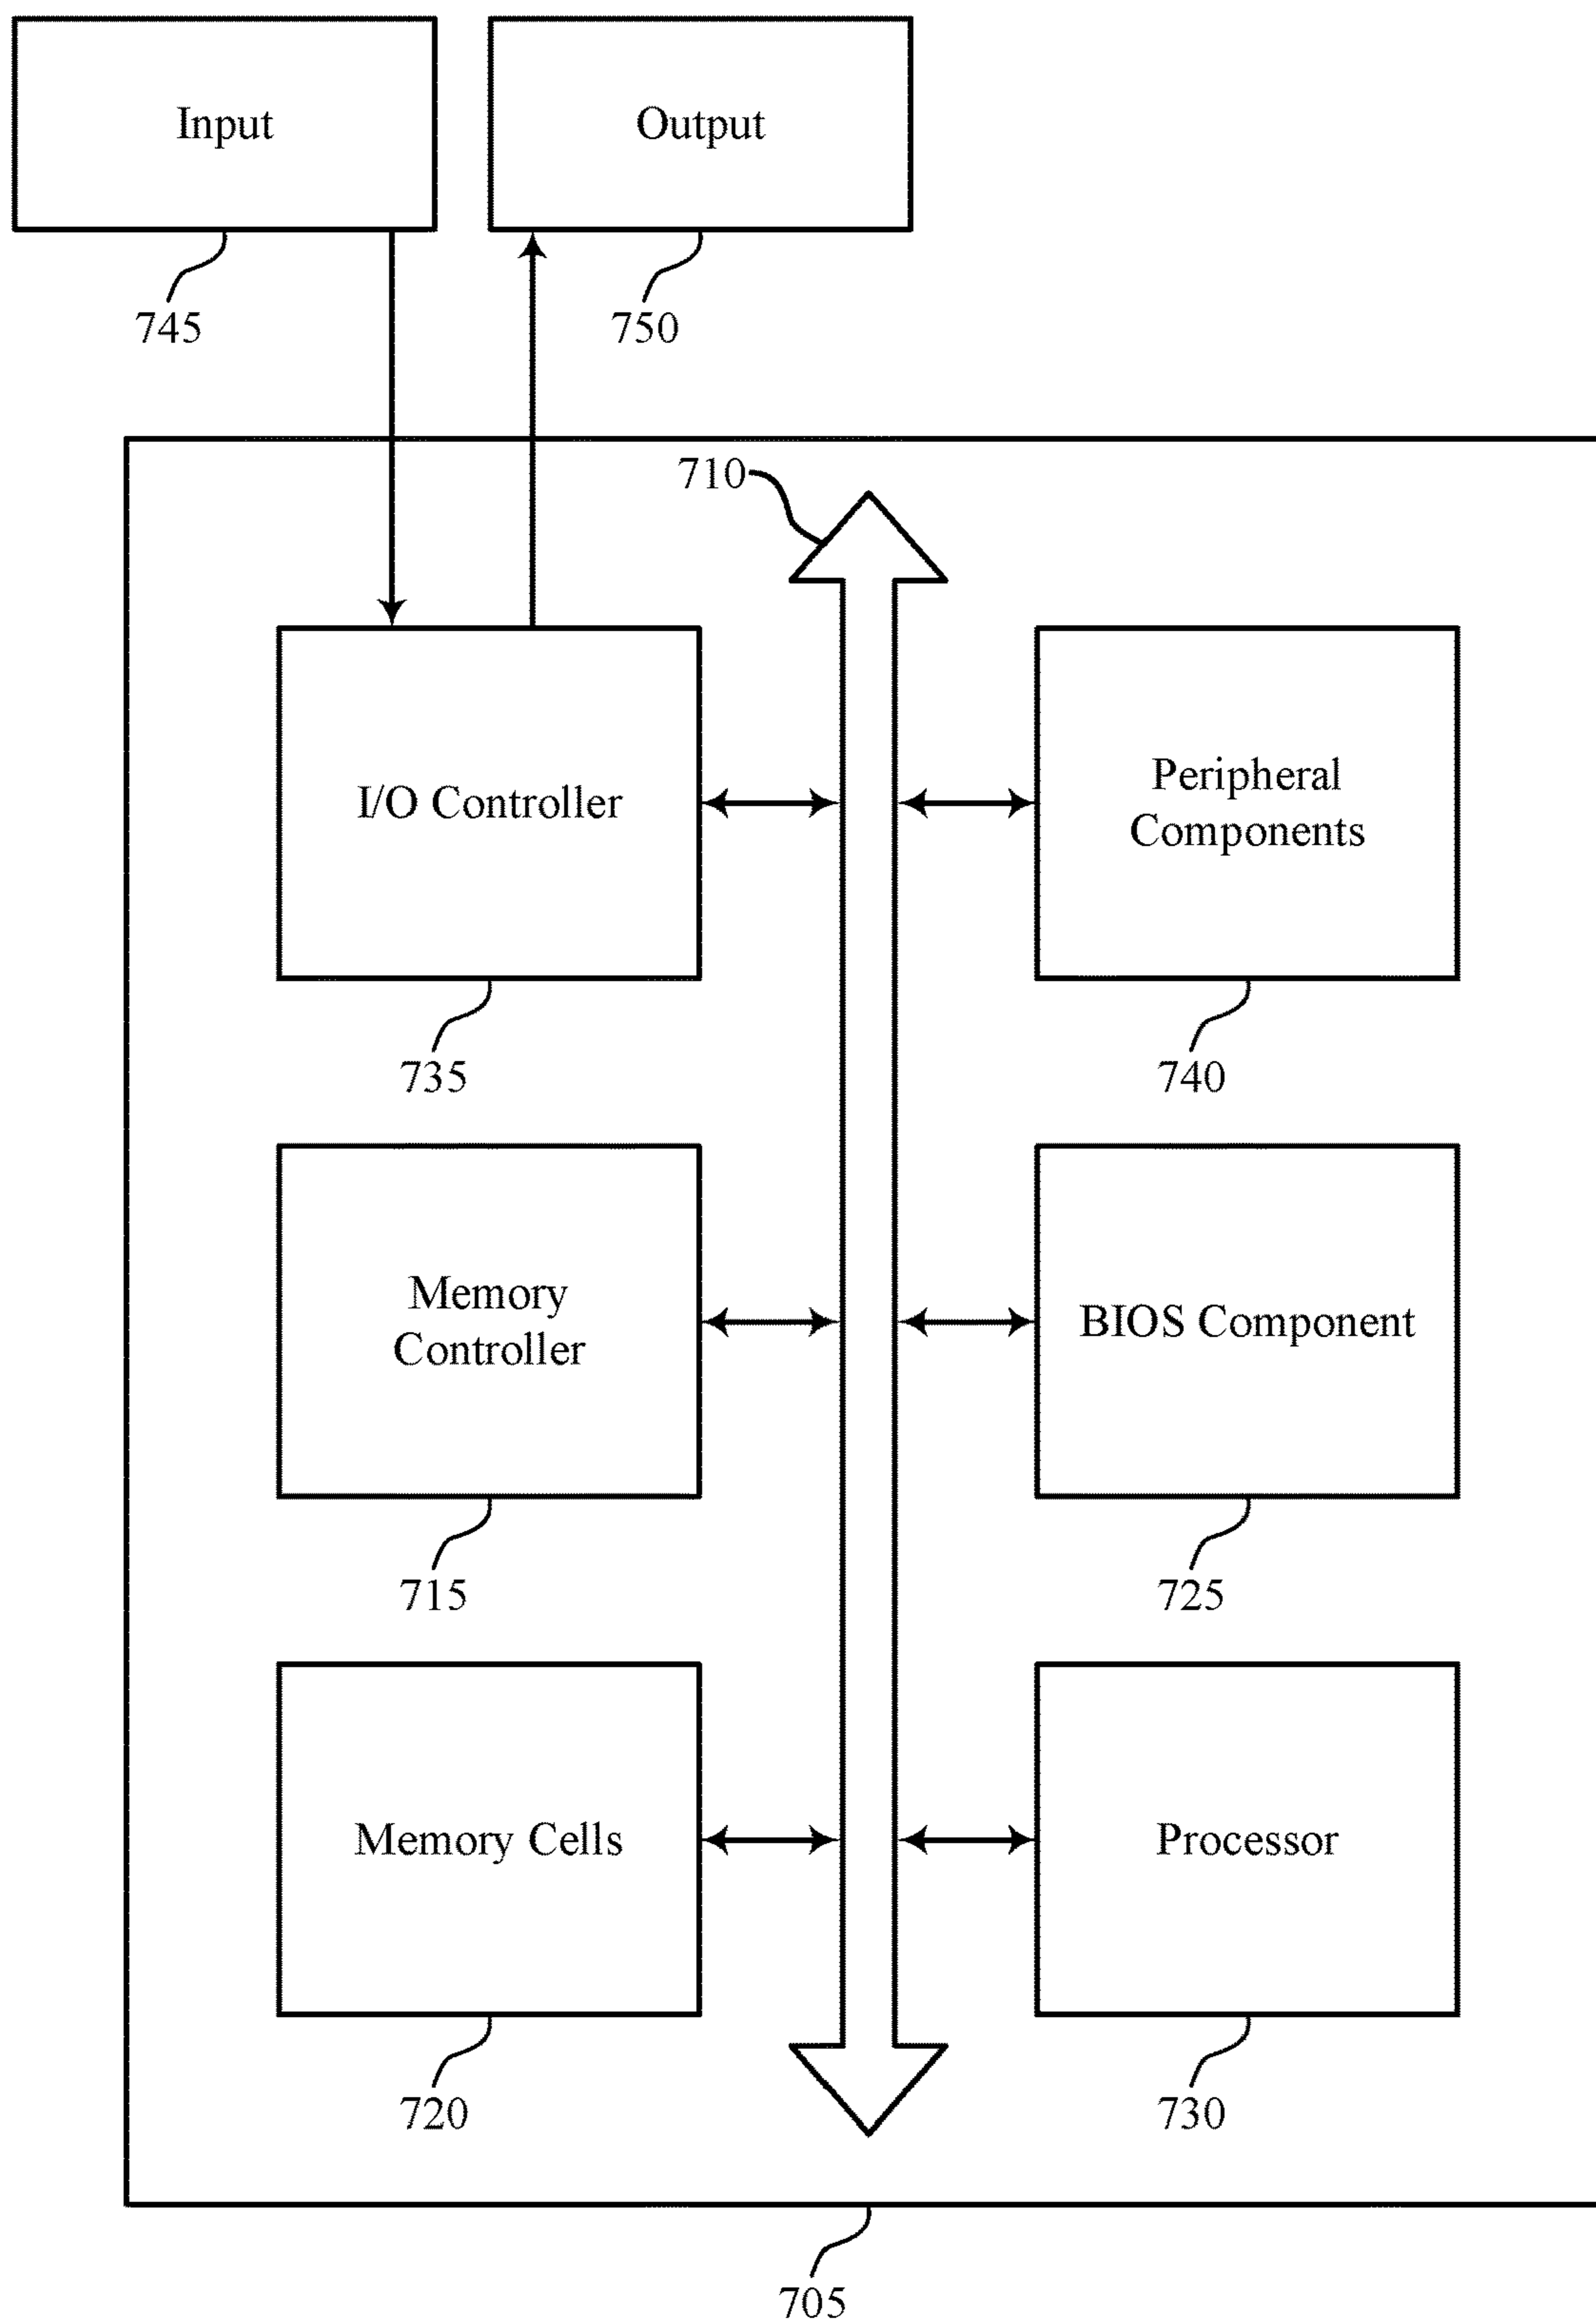 Input
Output
745
750
710
I/O Controller
Peripheral
Components
735
740
Memory
Controller
BIOS Component
715
725
Memory Cells
Processor
720
730
705